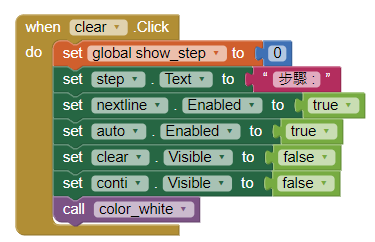 when clear .Click
do set global show_step to 0
set step . Text to " 步驟： "
set nextline . Enabled to true
set auto . Enabled to true
set clear . Visible to false
set conti . Visible to false
call color_white